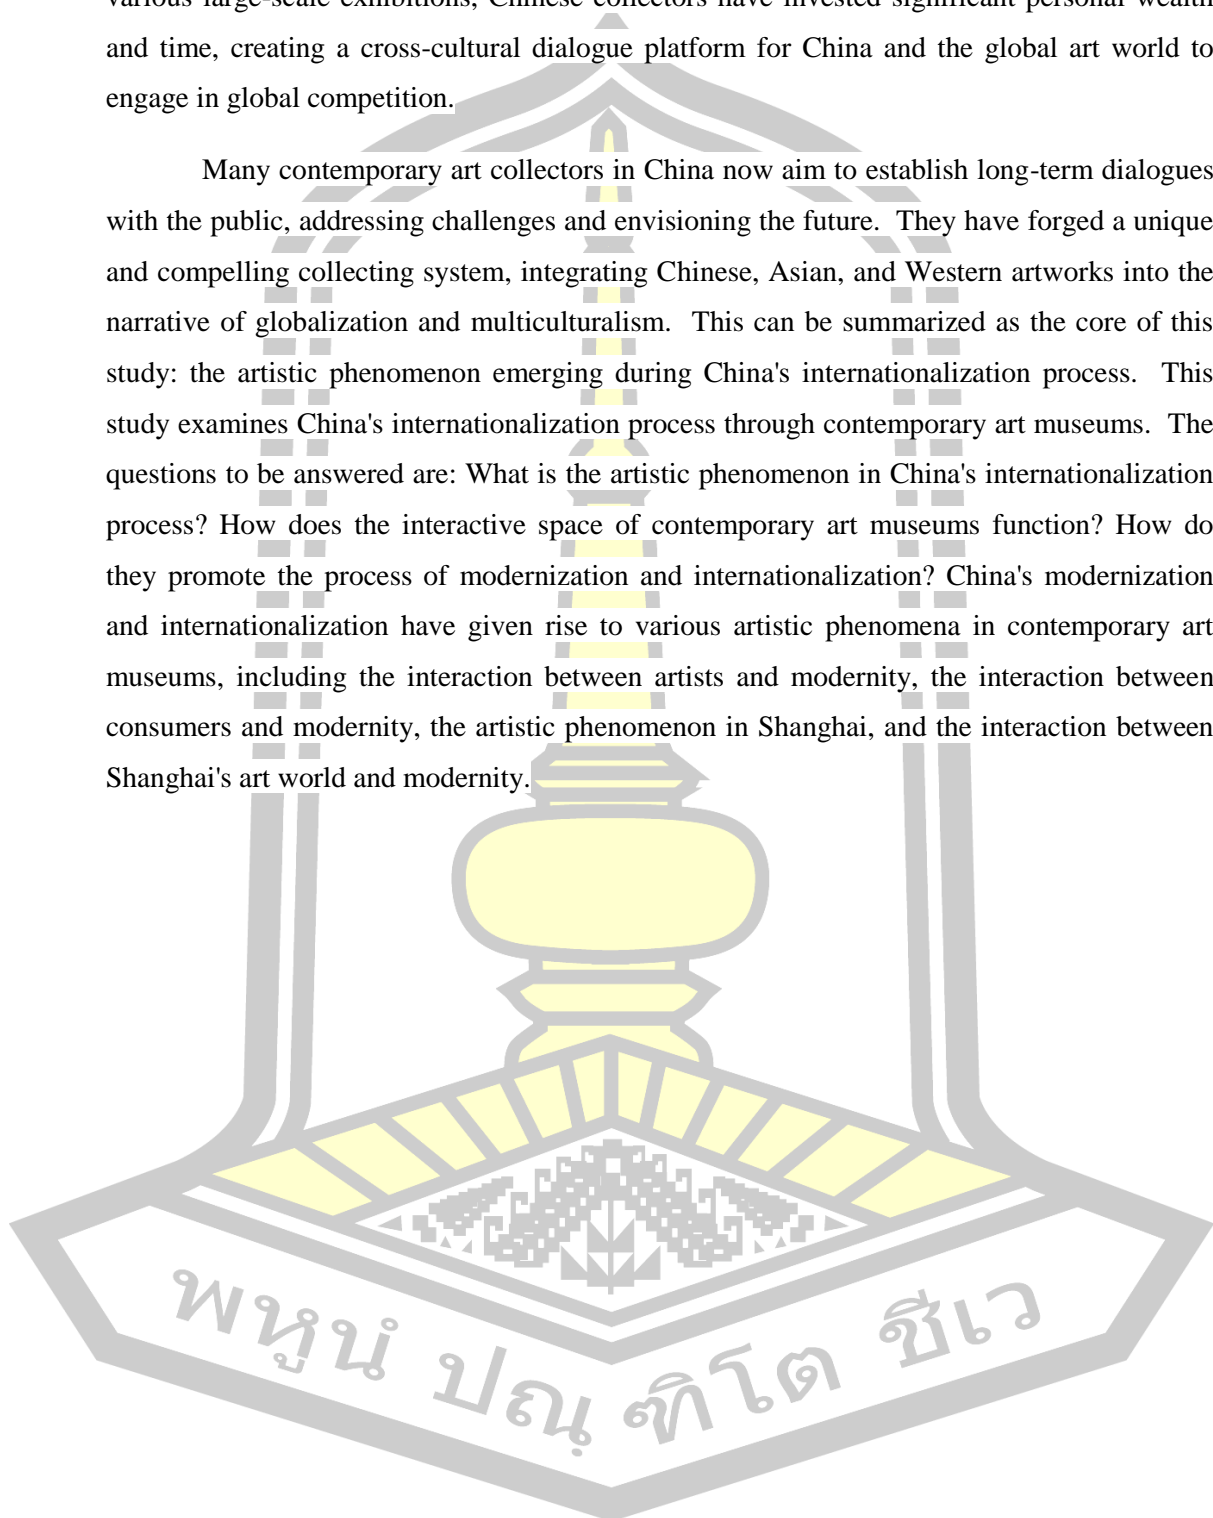 various large-scale exhibitions, Chinese collectors have invested significant personal wealth
and time, creating a cross-cultural dialogue platform for China and the global art world to
engage in global competition.
Many contemporary art collectors in China now aim to establish long-term dialogues
with the public, addressing challenges and envisioning the future. They have forged a unique
and compelling collecting system, integrating Chinese, Asian, and Western artworks into the
narrative of globalization and multiculturalism. This can be summarized as the core of this
study: the artistic phenomenon emerging during China's internationalization process. This
study examines China's internationalization process through contemporary art museums. The
questions to be answered are: What is the artistic phenomenon in China's internationalization
process? How does the interactive space of contemporary art museums function? How do
they promote the process of modernization and internationalization? China's modernization
and internationalization have given rise to various artistic phenomena in contemporary art
museums, including the interaction between artists and modernity, the interaction between
consumers and modernity, the artistic phenomenon in Shanghai, and the interaction between
Shanghai's art world and modernity.
พหูนํ ปณฺฑิโต ชีเว